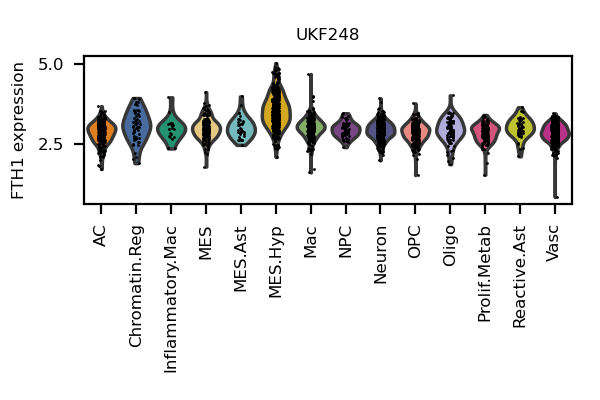 UKF248
FTH1 expression
5.0
2.5
AC
Chromatin.Reg
Inflammatory.Mac
MES
MES.Ast
MES.Hyp
Mac
NPC
Neuron
OPC
Oligo
Prolif.Metab
Reactive.Ast
Vasc